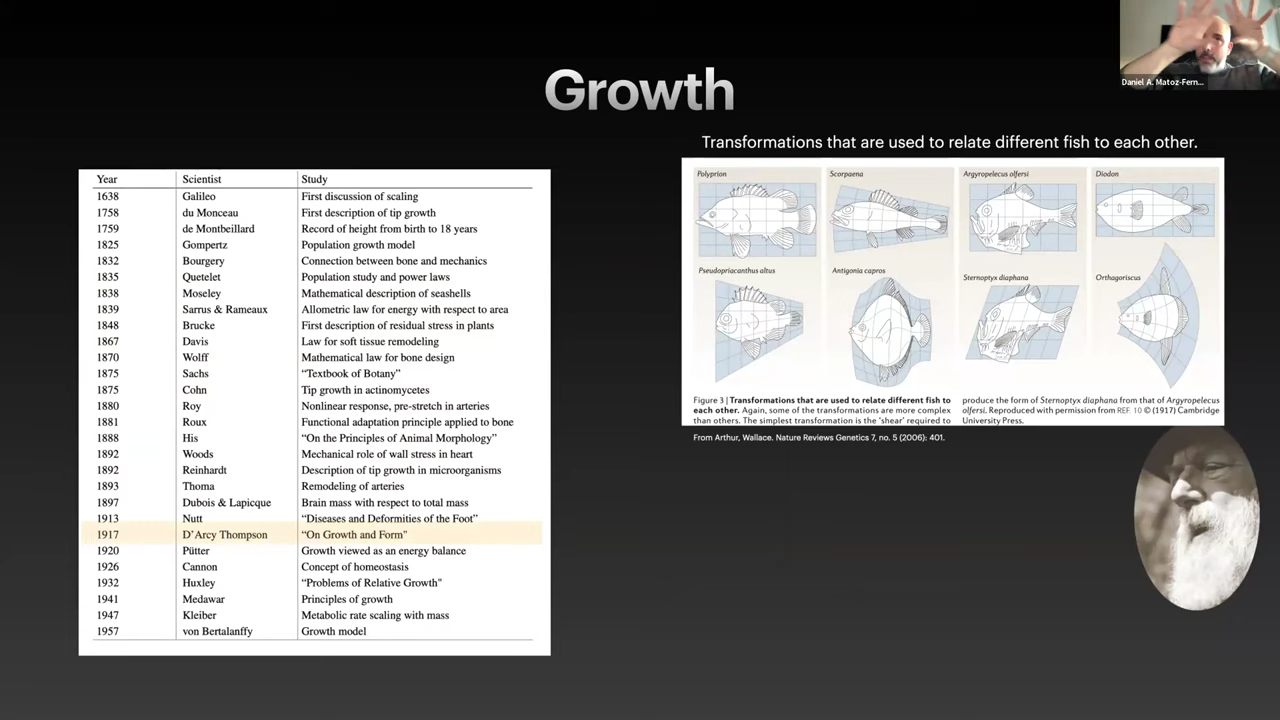 Daniel A. Matoz-Fern...
Growth
Transformations that are used to relate different fish to each other.
Year Scientist Study
1638 Galileo First discussion of scaling
1758 du Monceau First description of tip growth
1759 de Montbeillard Record of height from birth to 18 years
1825 Gompertz Population growth model
1832 Bourgery Connection between bone and mechanics
1835 Quetelet Population study and power laws
1838 Moseley Mathematical description of seashells
1839 Sarrus & Rameaux Allometric law for energy with respect to area
1848 Brucke First description of residual stress in plants
1867 Davis Law for soft tissue remodeling
1870 Wolff Mathematical law for bone design
1875 Sachs “Textbook of Botany”
1875 Cohn Tip growth in actinomycetes
1880 Roy Nonlinear response, pre-stretch in arteries
1881 Roux Functional adaptation principle applied to bone
1888 His “On the Principles of Animal Morphology”
1892 Woods Mechanical role of wall stress in heart
1892 Reinhardt Description of tip growth in microorganisms
1893 Thoma Remodeling of arteries
1897 Dubois & Lapicque Brain mass with respect to total mass
1913 Nutt “Diseases and Deformities of the Foot”
1917 D’Arcy Thompson “On Growth and Form”
1920 Pütter Growth viewed as an energy balance
1926 Cannon Concept of homeostasis
1932 Huxley “Problems of Relative Growth”
1941 Medawar Principles of growth
1947 Kleiber Metabolic rate scaling with mass
1957 von Bertalanffy Growth model
Polyprion Scorpaena Argyropelecus olfersi Diodon
Pseudopriacanthus altus Antigonia capros Sternoptyx diaphana Orthagoriscus
Figure 3 | Transformations that are used to relate different fish to
each other. Again, some of the transformations are more complex
than others. The simplest transformation is the ‘shear’ required to
produce the form of Sternoptyx diaphana from that of Argyropelecus
olfersi. Reproduced with permission from REF. 10 © (1917) Cambridge
University Press.
From Arthur, Wallace. Nature Reviews Genetics 7, no. 5 (2006): 401.